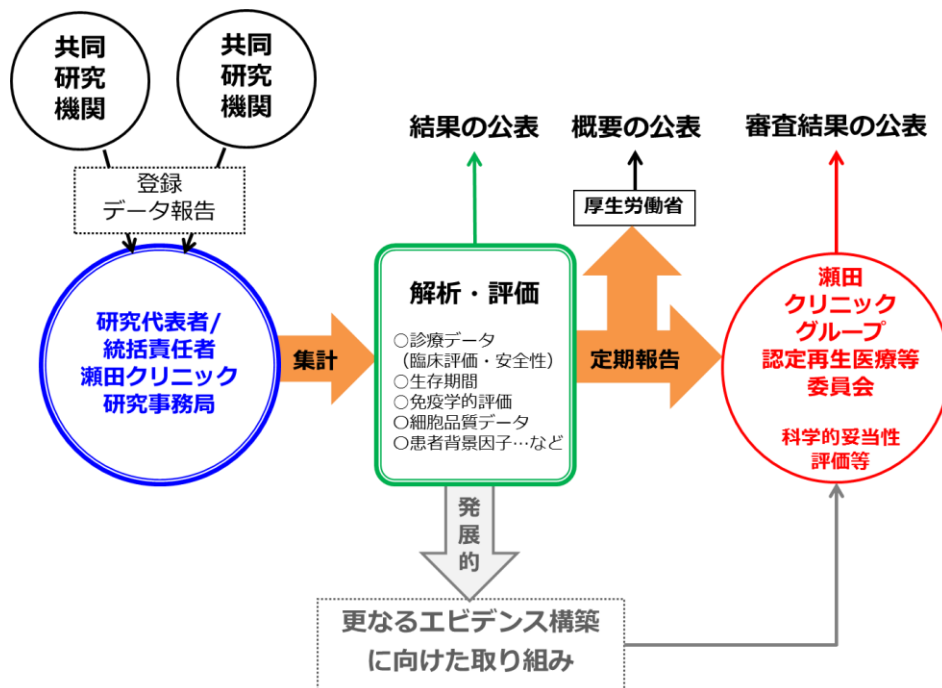 共同
研究
機関
共同
研究
機関
登録
データ報告
研究代表者/
統括責任者
瀬田クリニック
研究事務局
集計
結果の公表
解析・評価
○診療データ
(臨床評価・安全性)
○生存期間
○免疫学的評価
○細胞品質データ
○患者背景因子…など
概要の公表
厚生労働省
定期報告
審査結果の公表
瀬田
クリニック
グループ
認定再生医療等
委員会
科学的妥当性
評価等
発
展
的
更なるエビデンス構築
に向けた取り組み